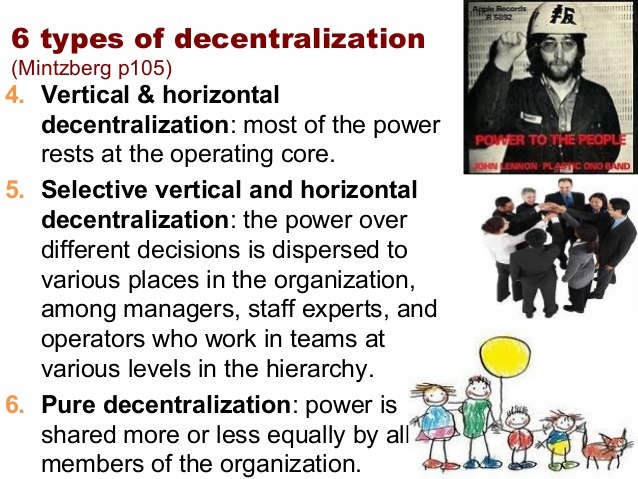 6 types of decentralization
(Mintzberg p105)
4. Vertical & horizontal
decentralization: most of the power
rests at the operating core.
5. Selective vertical and horizontal
decentralization: the power over
different decisions is dispersed to
various places in the organization,
among managers, staff experts, and
operators who work in teams at
various levels in the hierarchy.
6. Pure decentralization: power is
shared more or less equally by all
members of the organization.
Apple Records
R 5892
POWER TO THE PEOPLE
JOHN LENNON PLASTIC ONO BAND